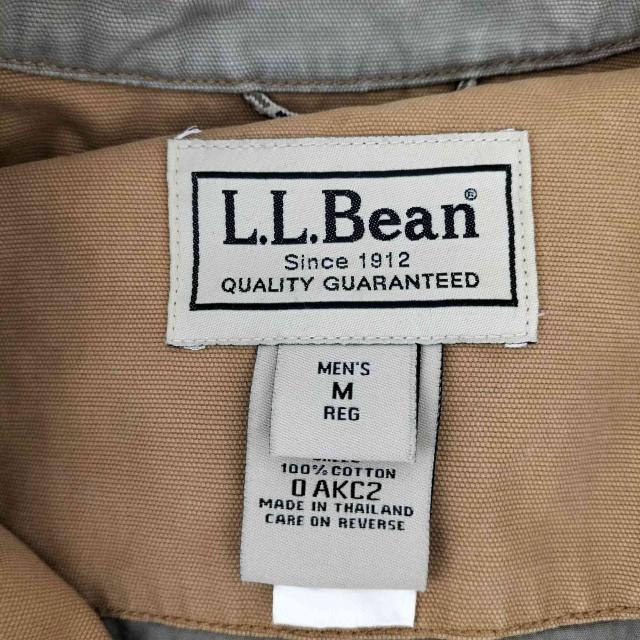 L.L.Bean®
Since 1912
QUALITY GUARANTEED
MEN'S
M
REG
100% COTTON
0 AKC2
MADE IN THAILAND
CARE ON REVERSE